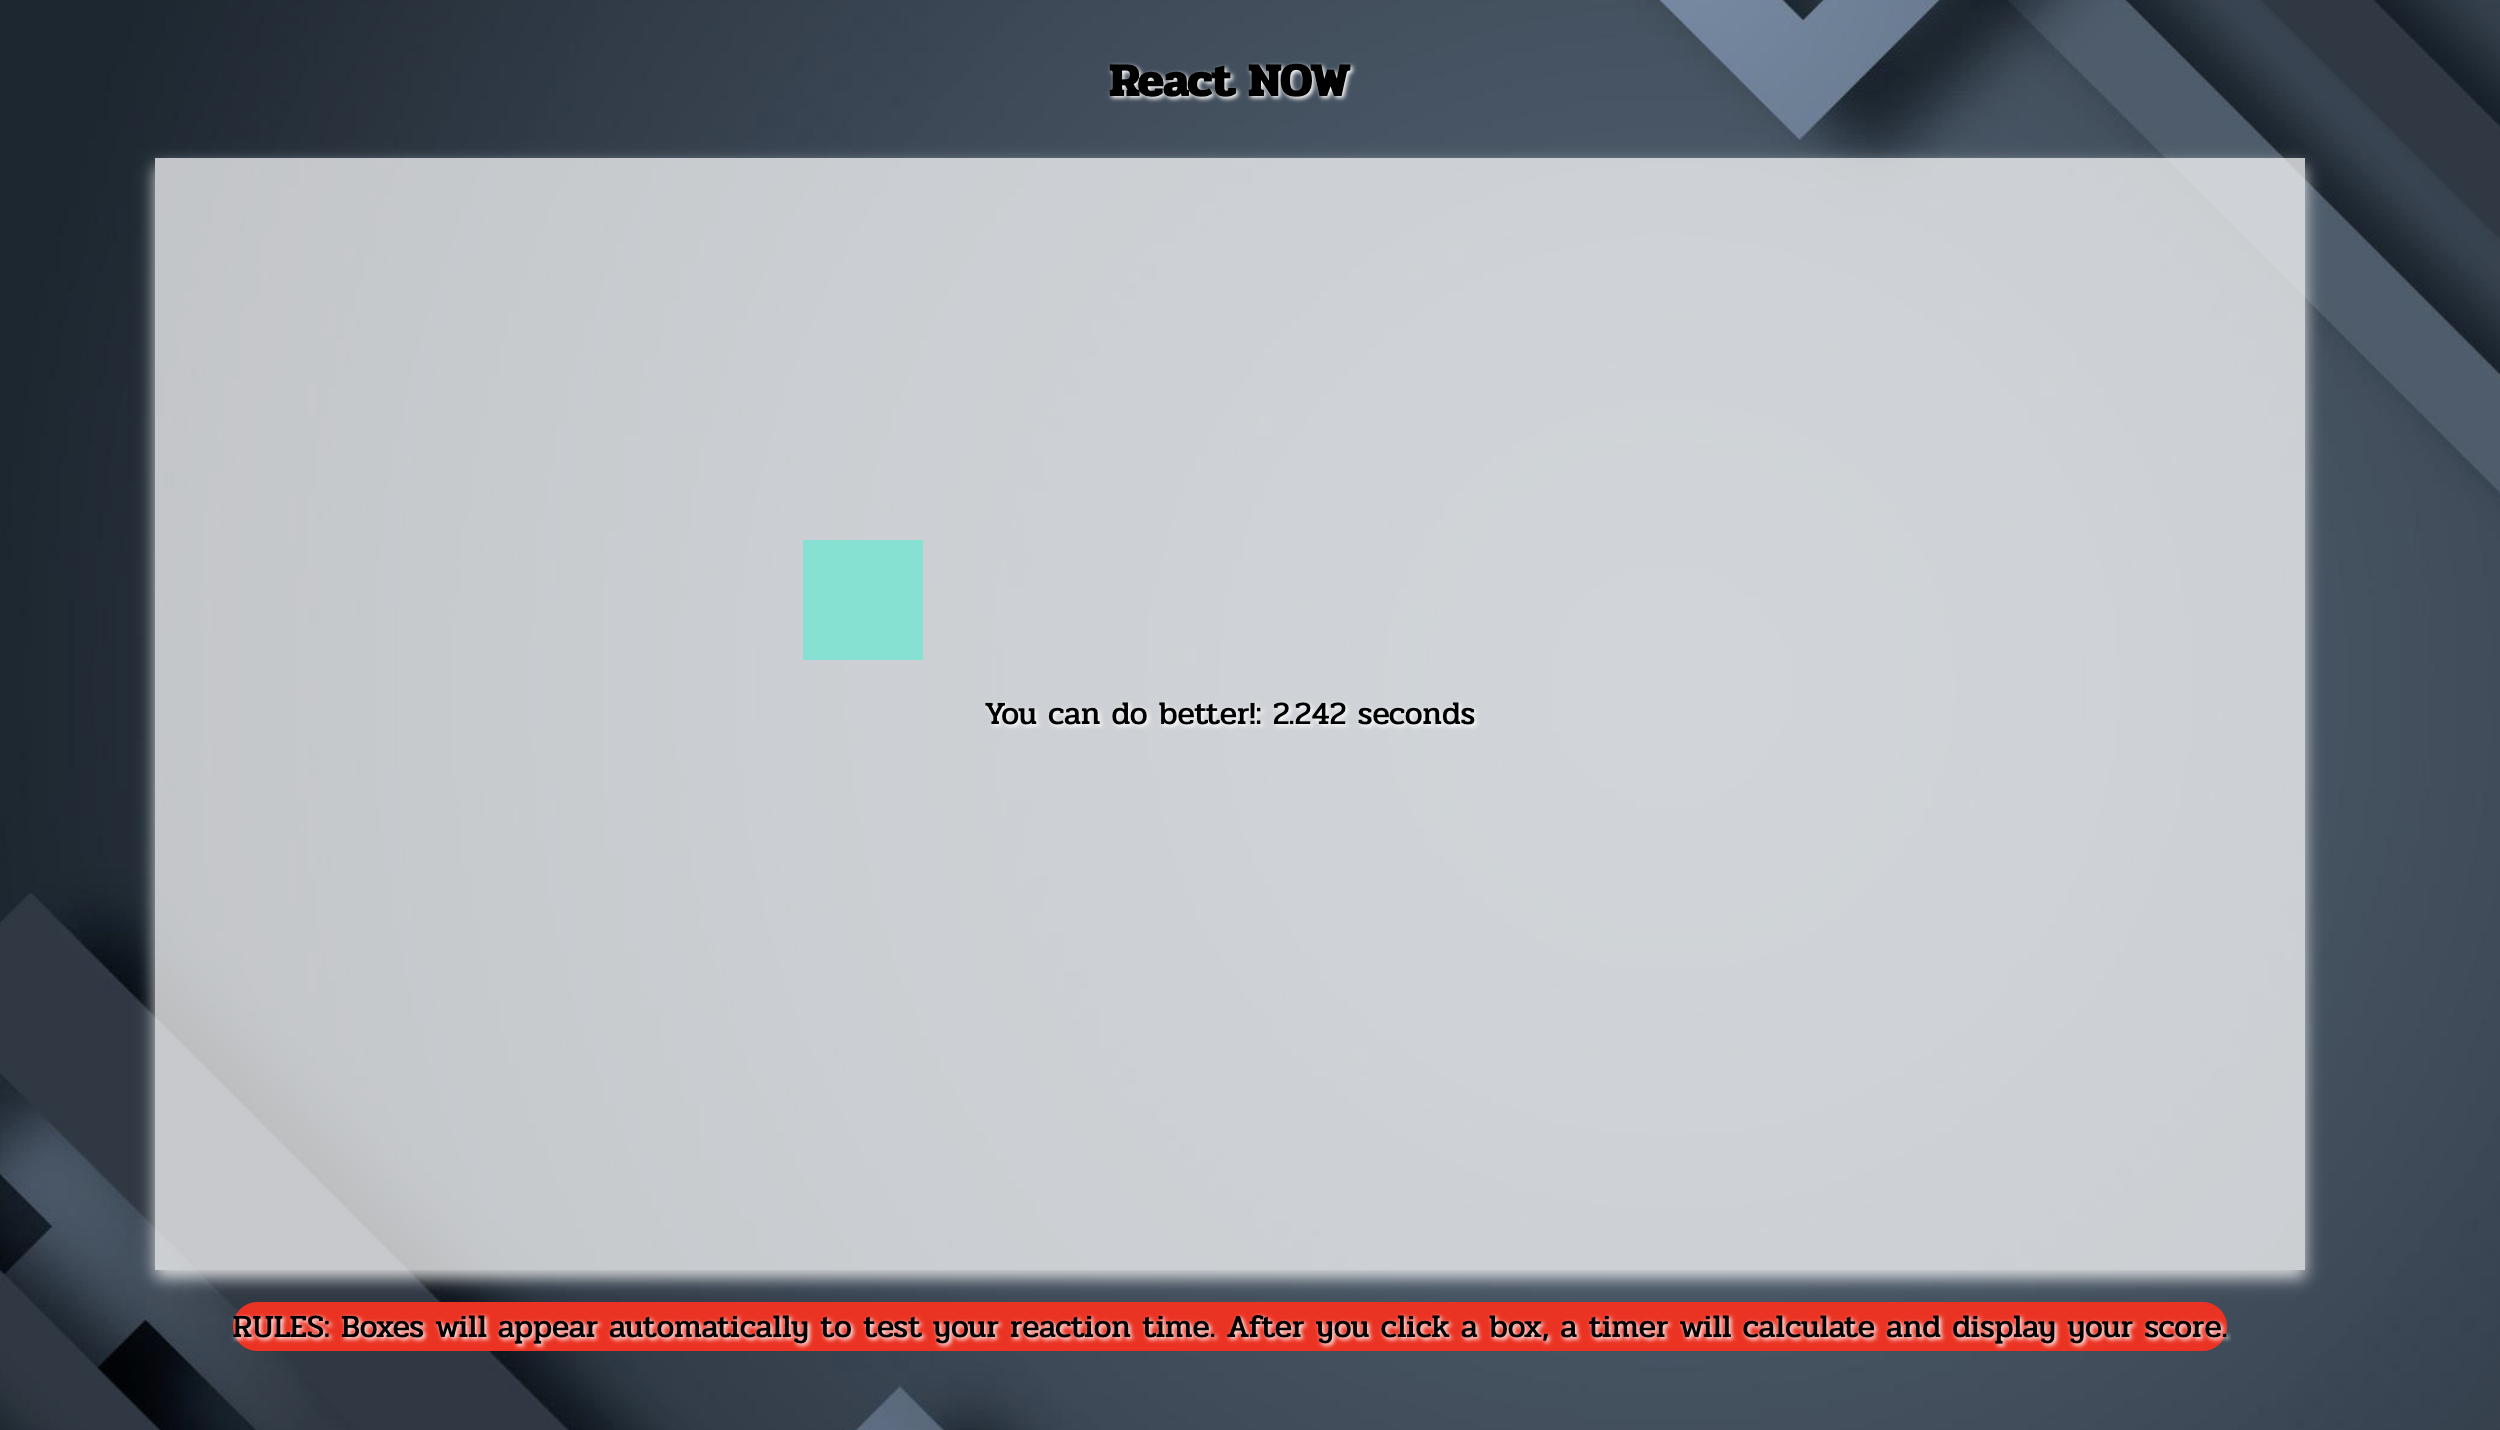 React NOW
You can do better!: 2.242 seconds
RULES: Boxes will appear automatically to test your reaction time. After you click a box, a timer will calculate and display your score.